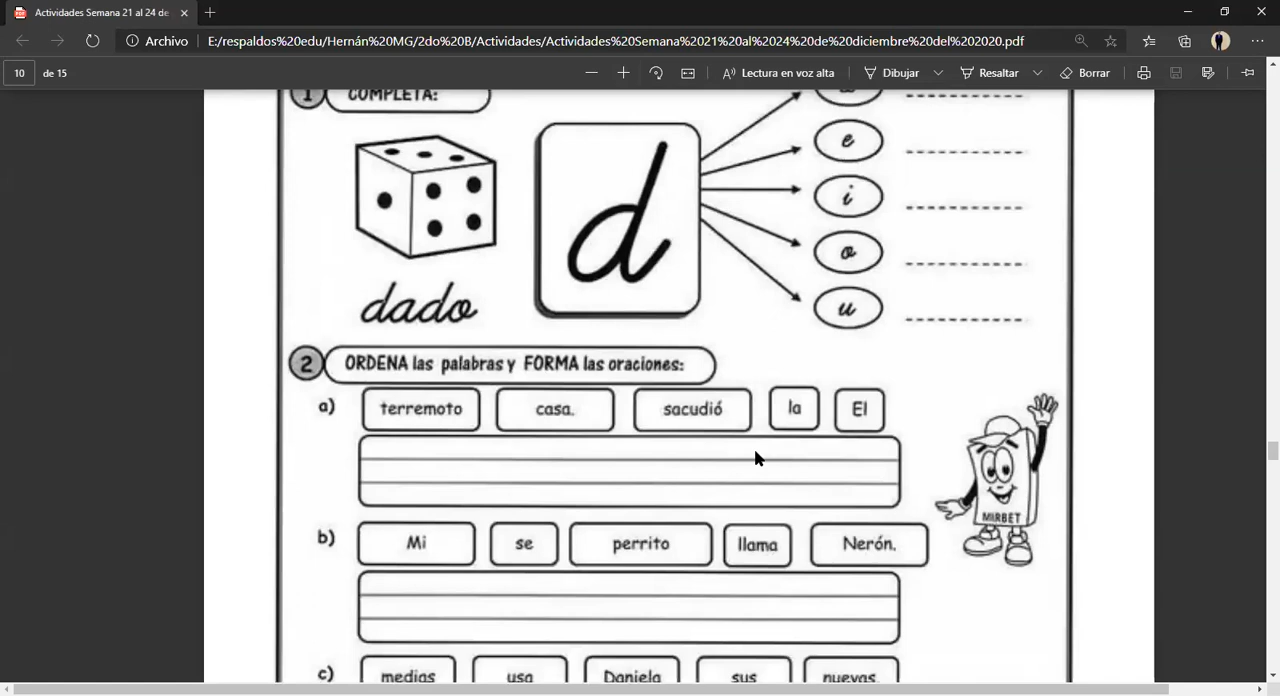 Actividades Semana 21 al 24 de
Archivo E:/respaldos%20edu/Hernán%20MG/2do%20B/Actividades/Actividades%20Semana%2021%20al%2024%20de%20diciembre%20del%202020.pdf
10 de 15 Lectura en voz alta Dibujar Resaltar Borrar
1 COMPLETA:
a
e
i
o
u
d
dado
2 ORDENA las palabras y FORMA las oraciones:
a) terremoto casa. sacudió la El
MIRBET
b) Mi se perrito llama Nerón.
c) medias usa Daniela sus nuevas.